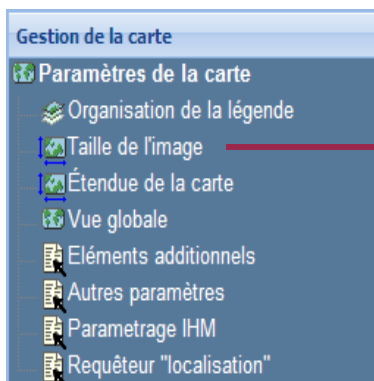 Gestion de la carte
Paramètres de la carte
Organisation de la légende
Taille de l'image
Étendue de la carte
Vue globale
Eléments additionnels
Autres paramètres
Parametrage IHM
Requêteur "localisation"